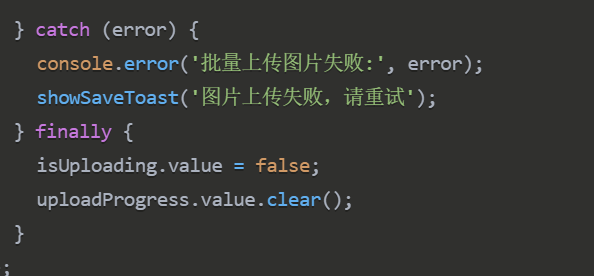 } catch (error) {
console.error('批量上传图片失败:', error);
showSaveToast('图片上传失败，请重试');
} finally {
isUploading.value = false;
uploadProgress.value.clear();
}
;